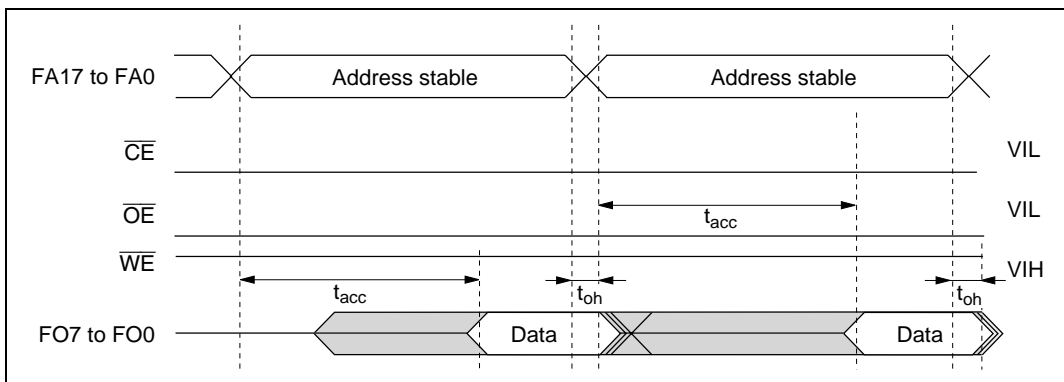 FA17 to FA0
Address stable
Address stable
CE
VIL
OE
tacc
VIL
WE
VIH
tacc
toh
toh
FO7 to FO0
Data
Data